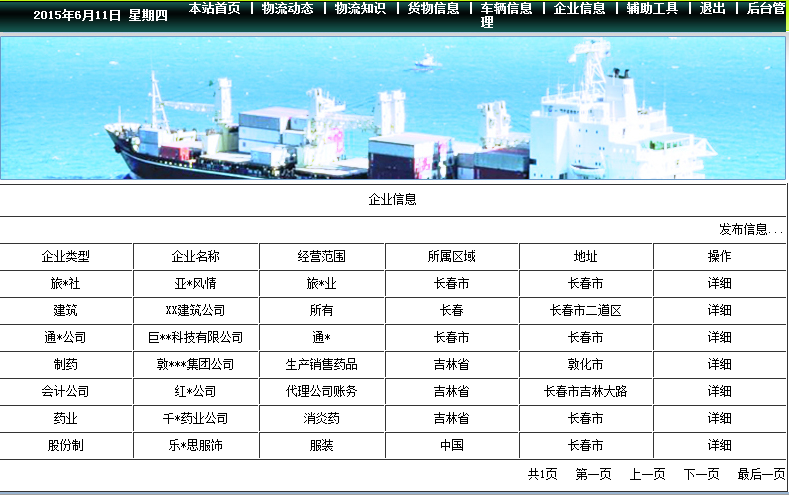 2015年6月11日 星期四 本站首页 | 物流动态 | 物流知识 | 货物信息 | 车辆信息 | 企业信息 | 辅助工具 | 退出 | 后台管
理
企业信息
发布信息...
企业类型 企业名称 经营范围 所属区域 地址 操作
旅*社 亚*风情 旅*业 长春市 长春市 详细
建筑 XX建筑公司 所有 长春 长春市二道区 详细
通*公司 巨**科技有限公司 通* 长春市 长春市 详细
制药 敦***集团公司 生产销售药品 吉林省 敦化市 详细
会计公司 红*公司 代理公司账务 吉林省 长春市吉林大路 详细
药业 千*药业公司 消炎药 吉林省 长春市 详细
股份制 乐*思服饰 服装 中国 长春市 详细
共1页 第一页 上一页 下一页 最后一页